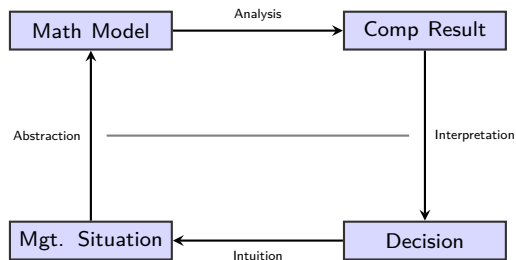 Analysis
Math Model
Comp Result
Abstraction
Interpretation
Mgt. Situation
Decision
Intuition